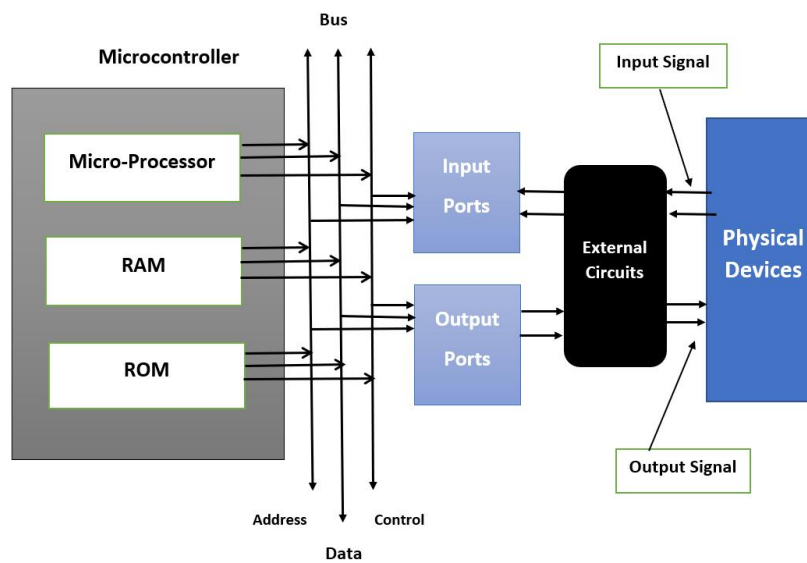 Bus
Microcontroller
Input Signal
Micro-Processor
Input
Ports
RAM
External
Circuits
Physical
Devices
Output
Ports
ROM
Output Signal
Address
Control
Data